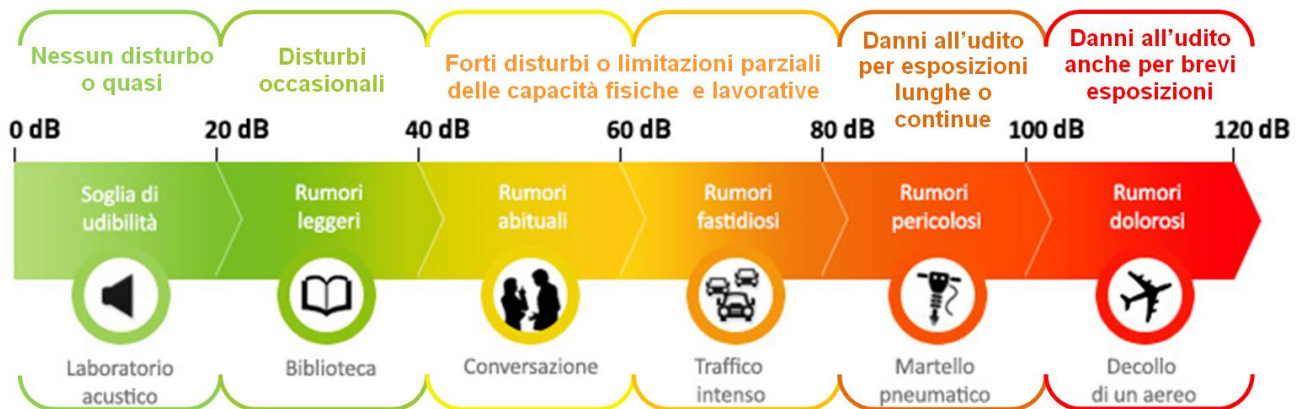 Nessun disturbo
o quasi
Disturbi
occasionali
Forti disturbi o limitazioni parziali
delle capacità fisiche e lavorative
Danni all'udito
per esposizioni
lunghe o
continue
Danni all'udito
anche per brevi
esposizioni
0 dB
20 dB
40 dB
60 dB
80 dB
100 dB
120 dB
Soglia di
udibilità
Rumori
leggeri
Rumori
abituali
Rumori
fastidiosi
Rumori
pericolosi
Rumori
dolorosi
Laboratorio
acustico
Biblioteca
Conversazione
Traffico
intenso
Martello
pneumatico
Decollo
di un aereo